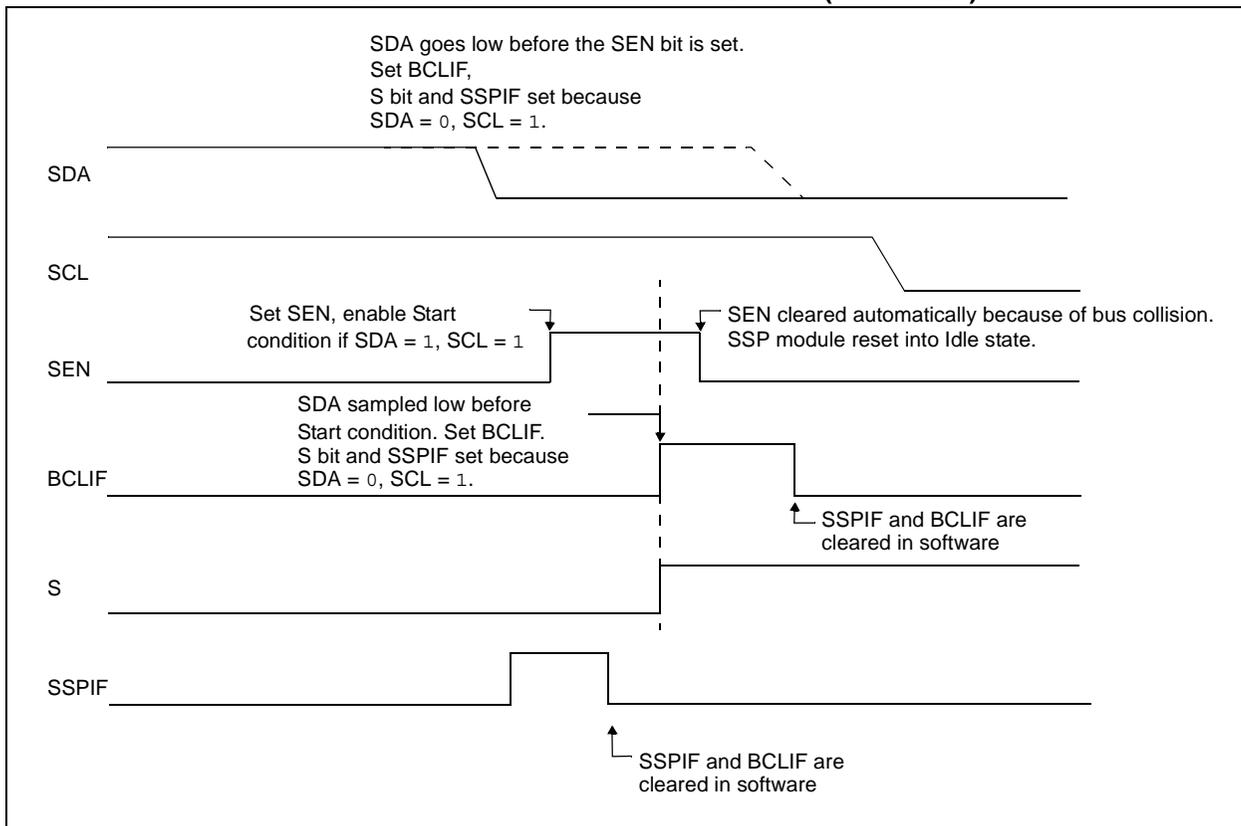 SDA goes low before the SEN bit is set.
Set BCLIF,
S bit and SSPIF set because
SDA = 0, SCL = 1.
SDA
SCL
Set SEN, enable Start
condition if SDA = 1, SCL = 1
SEN cleared automatically because of bus collision.
SSP module reset into Idle state.
SEN
SDA sampled low before
Start condition. Set BCLIF.
S bit and SSPIF set because
SDA = 0, SCL = 1.
BCLIF
SSPIF and BCLIF are
cleared in software
S
SSPIF
SSPIF and BCLIF are
cleared in software